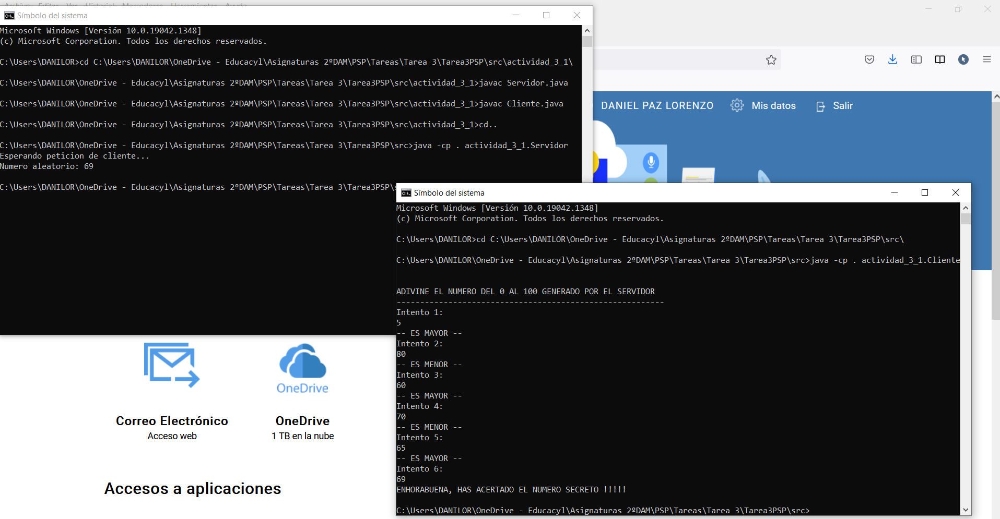 Archivo Editar Ver Historial Marcadores Herramientas Ayuda
Símbolo del sistema
Microsoft Windows [Versión 10.0.19042.1348]
(c) Microsoft Corporation. Todos los derechos reservados.
C:\Users\DANILOR>cd C:\Users\DANILOR\OneDrive - Educacyl\Asignaturas 2ºDAM\PSP\Tareas\Tarea 3\Tarea3PSP\src\actividad_3_1\
C:\Users\DANILOR\OneDrive - Educacyl\Asignaturas 2ºDAM\PSP\Tareas\Tarea 3\Tarea3PSP\src\actividad_3_1>javac Servidor.java
C:\Users\DANILOR\OneDrive - Educacyl\Asignaturas 2ºDAM\PSP\Tareas\Tarea 3\Tarea3PSP\src\actividad_3_1>javac Cliente.java
C:\Users\DANILOR\OneDrive - Educacyl\Asignaturas 2ºDAM\PSP\Tareas\Tarea 3\Tarea3PSP\src\actividad_3_1>cd..
C:\Users\DANILOR\OneDrive - Educacyl\Asignaturas 2ºDAM\PSP\Tareas\Tarea 3\Tarea3PSP\src>java -cp . actividad_3_1.Servidor
Esperando peticion de cliente...
Numero aleatorio: 69
C:\Users\DANILOR\OneDrive - Educacyl\Asignaturas 2ºDAM\PSP\Tareas\Tarea 3\Tarea3PSP\
DANIEL PAZ LORENZO Mis datos Salir
Símbolo del sistema
Microsoft Windows [Versión 10.0.19042.1348]
(c) Microsoft Corporation. Todos los derechos reservados.
C:\Users\DANILOR>cd C:\Users\DANILOR\OneDrive - Educacyl\Asignaturas 2ºDAM\PSP\Tareas\Tarea 3\Tarea3PSP\src\
C:\Users\DANILOR\OneDrive - Educacyl\Asignaturas 2ºDAM\PSP\Tareas\Tarea 3\Tarea3PSP\src>java -cp . actividad_3_1.Cliente
ADIVINE EL NUMERO DEL 0 AL 100 GENERADO POR EL SERVIDOR
---------------------------------------------------------
Intento 1:
5
-- ES MAYOR --
Intento 2:
80
-- ES MENOR --
Intento 3:
60
-- ES MAYOR --
Intento 4:
70
-- ES MENOR --
Intento 5:
65
-- ES MAYOR --
Intento 6:
69
ENHORABUENA, HAS ACERTADO EL NUMERO SECRETO !!!!!
C:\Users\DANILOR\OneDrive - Educacyl\Asignaturas 2ºDAM\PSP\Tareas\Tarea 3\Tarea3PSP\src>
OneDrive
Correo Electrónico
Acceso web
OneDrive
1 TB en la nube
Accesos a aplicaciones